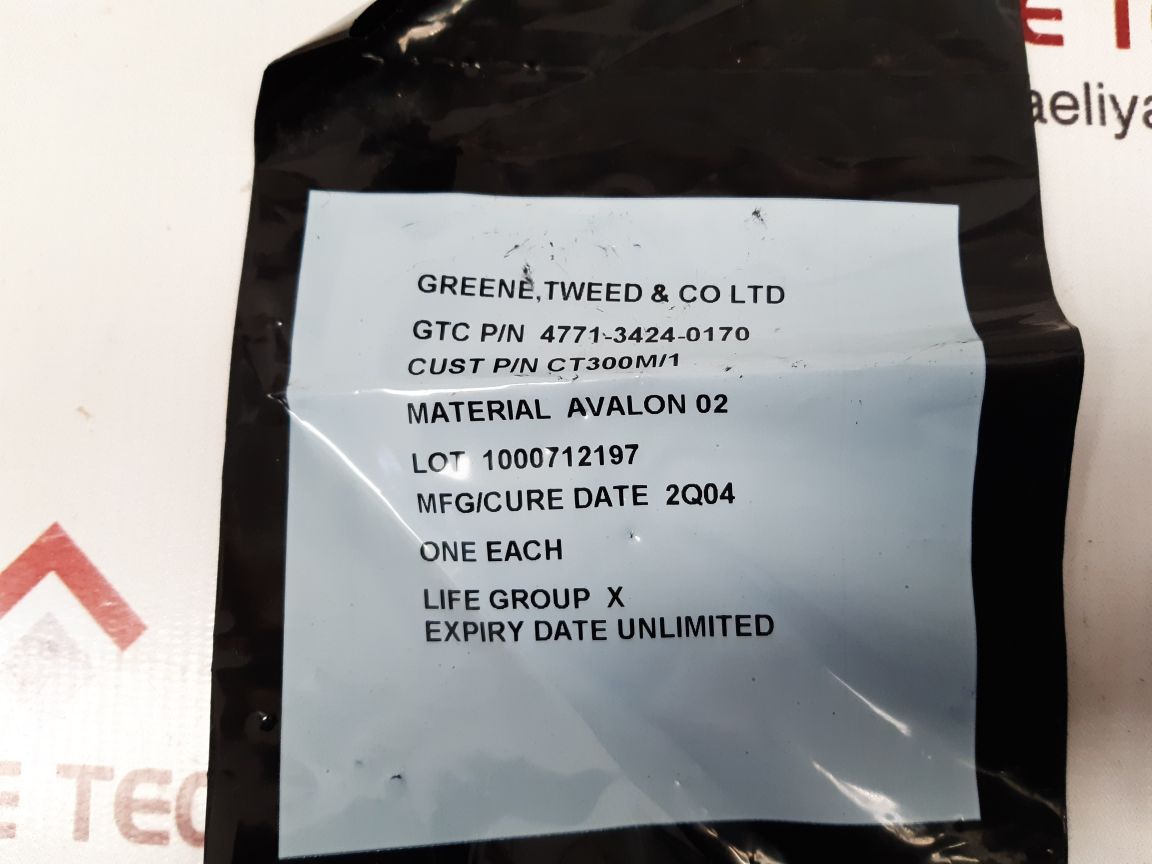 E T
aeliya
GREENE,TWEED & CO LTD
GTC P/N 4771-3424-0170
CUST P/N CT300M/1
MATERIAL AVALON 02
LOT 1000712197
MFG/CURE DATE 2Q04
ONE EACH
LIFE GROUP X
EXPIRY DATE UNLIMITED
E TEC